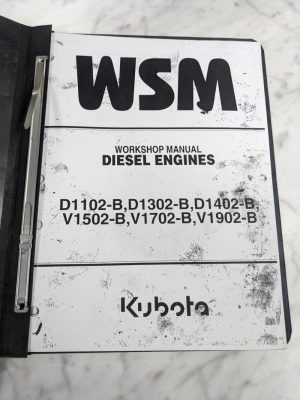 WSM
WORKSHOP MANUAL
DIESEL ENGINES
D1102-B,D1302-B,D1402-B,
V1502-B,V1702-B,V1902-B
Kubota